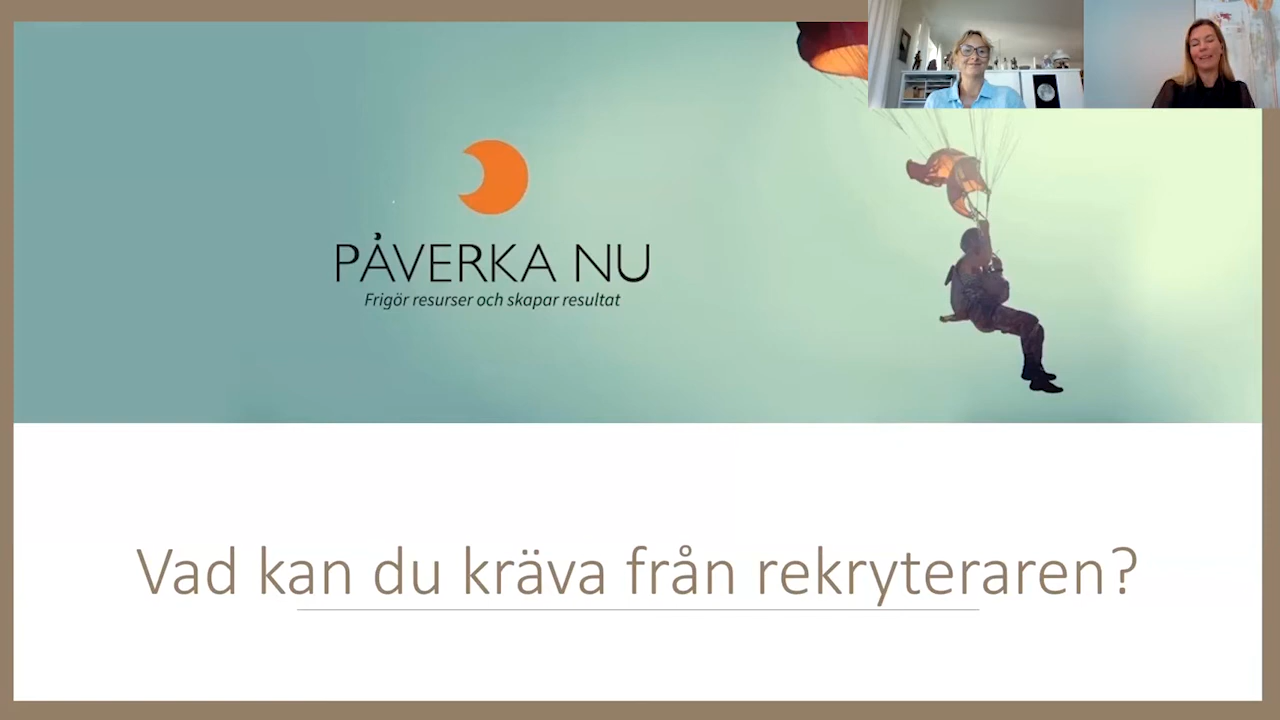 PÅVERKA NU
Frigör resurser och skapar resultat
Vad kan du kräva från rekryteraren?